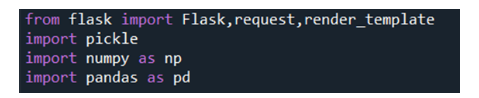 from flask import Flask,request,render_template
import pickle
import numpy as np
import pandas as pd